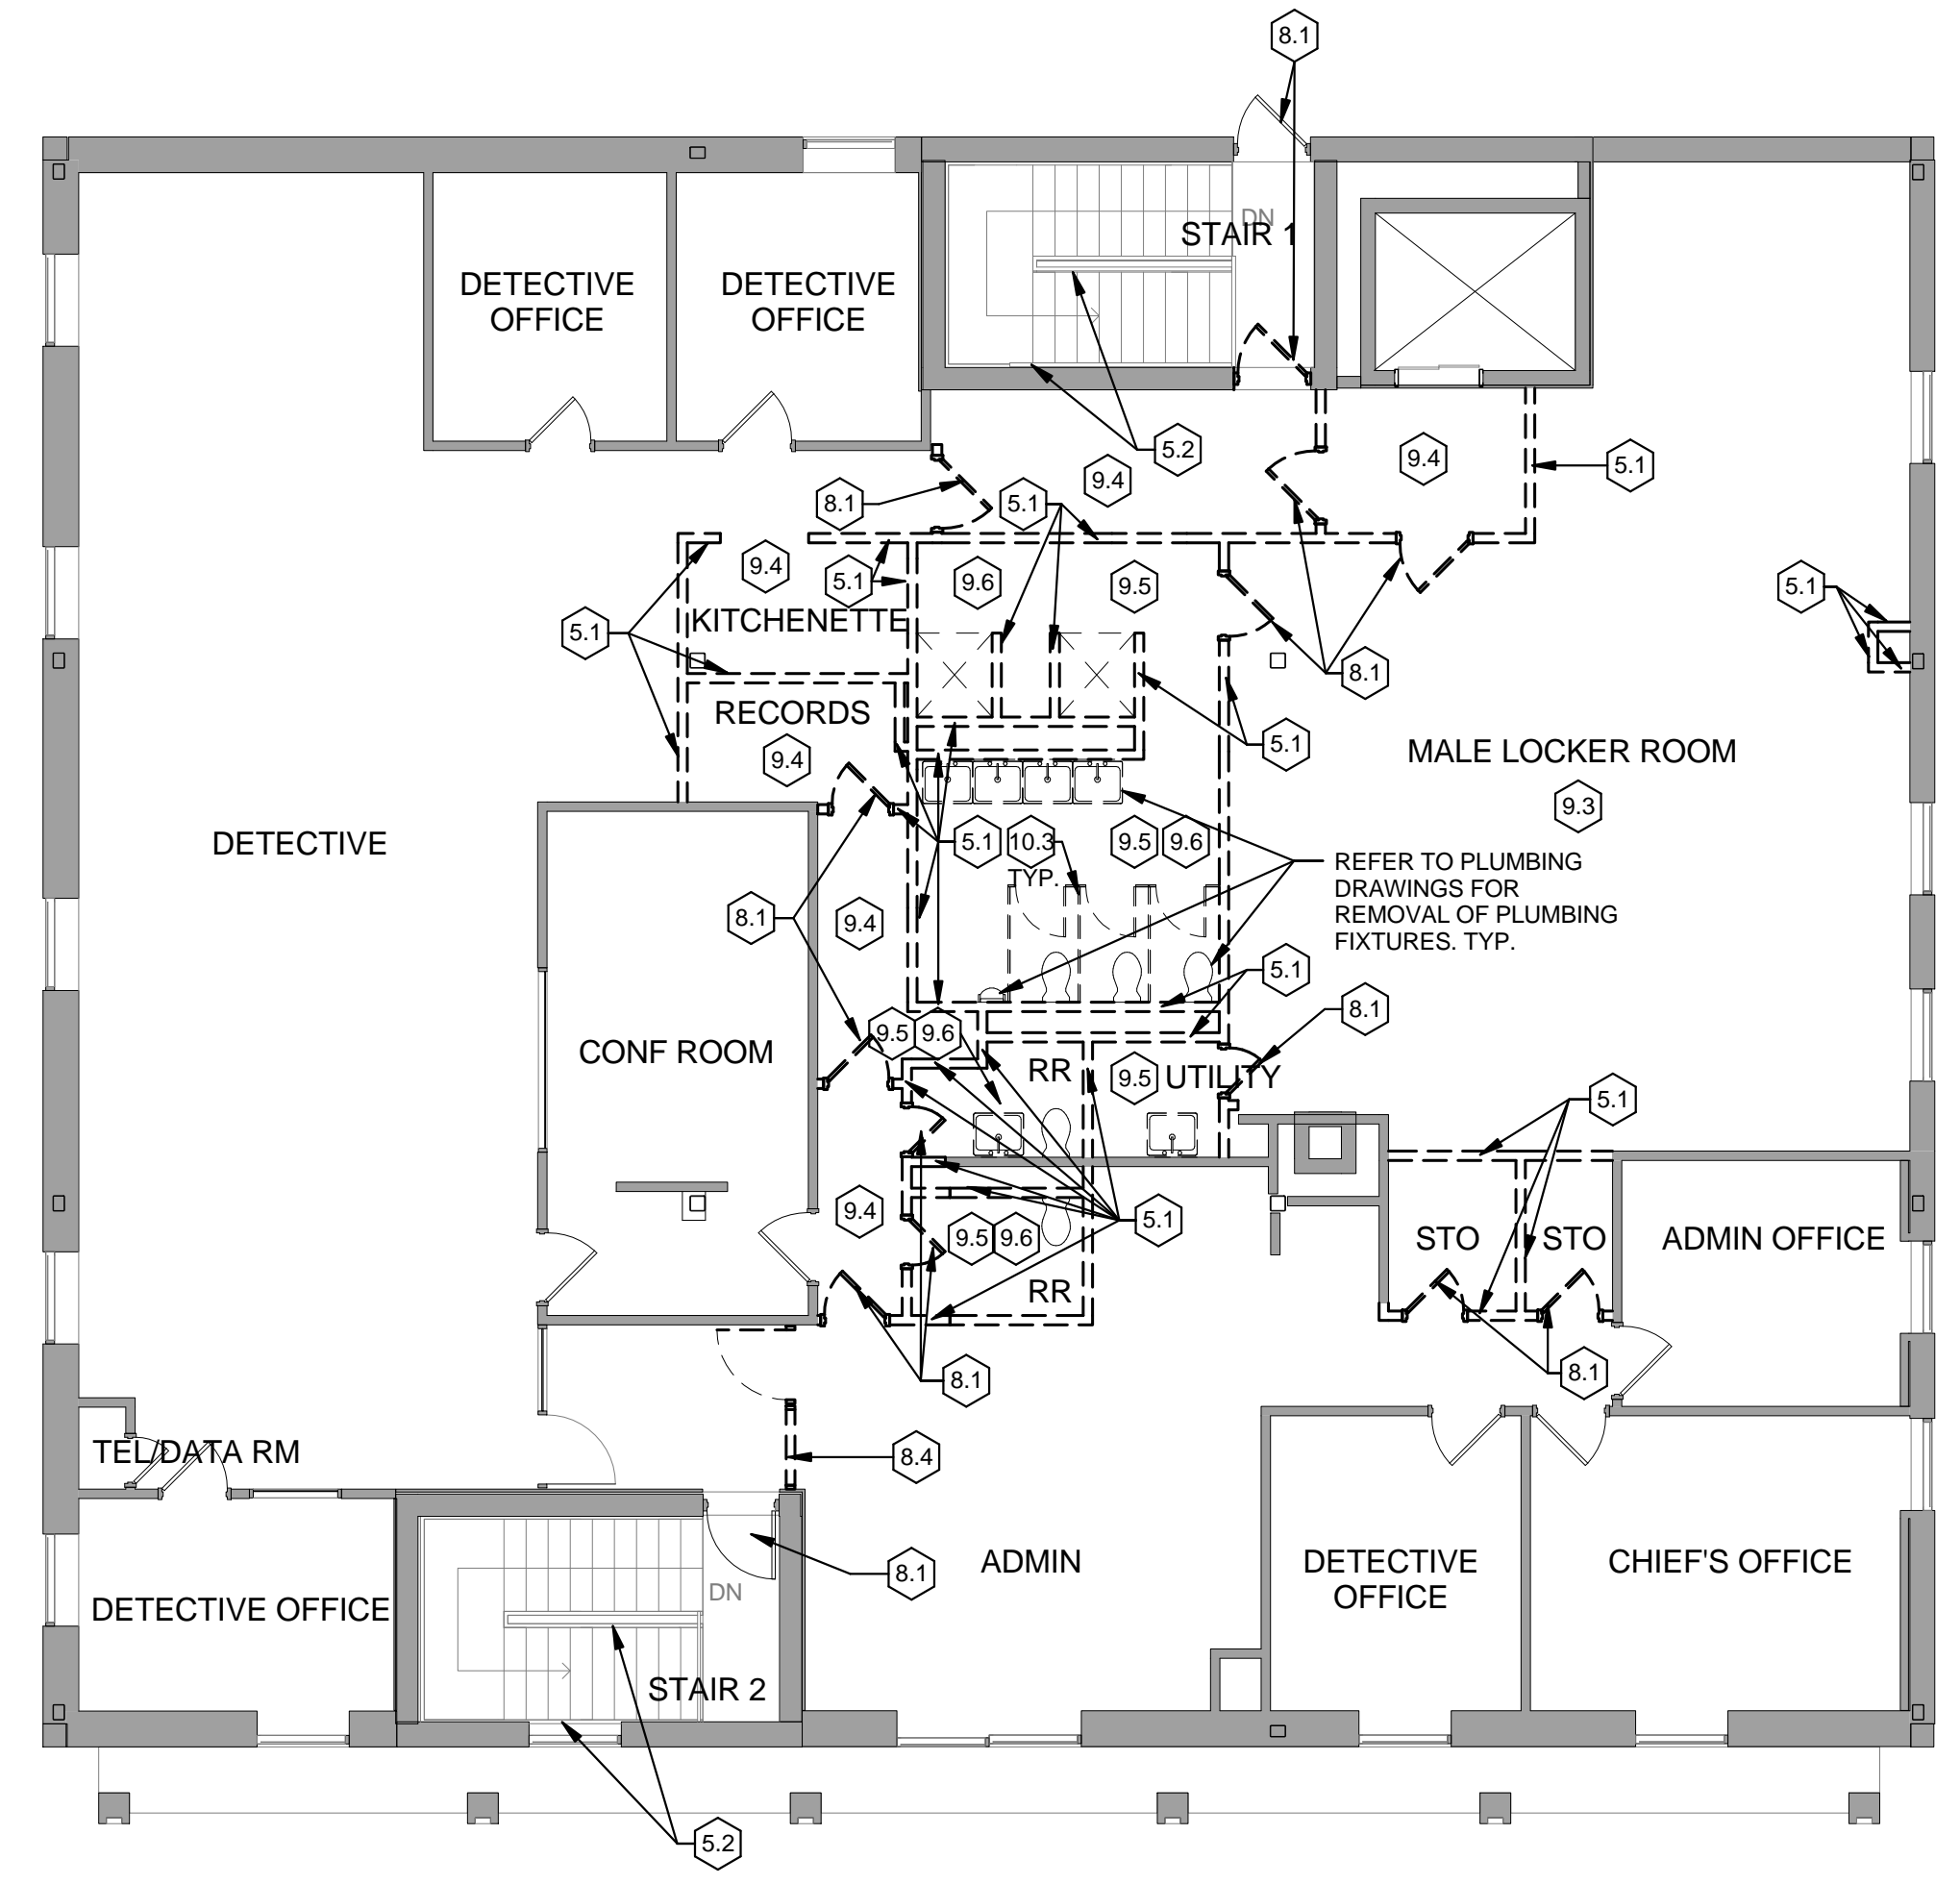 8.1
DN
STAIR 1
DETECTIVE
OFFICE
DETECTIVE
OFFICE
5.2
9.4
9.4
5.1
8.1
5.1
9.4
5.1
9.6
9.5
5.1
KITCHENETTE
5.1
8.1
RECORDS
9.4
5.1
MALE LOCKER ROOM
9.3
DETECTIVE
5.1
10.3
TYP.
9.5
9.6
REFER TO PLUMBING
DRAWINGS FOR
REMOVAL OF PLUMBING
FIXTURES. TYP.
8.1
9.4
5.1
8.1
9.5
9.6
CONF ROOM
RR
9.5
UTILITY
5.1
9.4
5.1
9.5
9.6
STO
STO
ADMIN OFFICE
RR
8.1
8.1
TEL/DATA RM
8.4
ADMIN
DETECTIVE
OFFICE
CHIEF'S OFFICE
8.1
DN
DETECTIVE OFFICE
STAIR 2
5.2